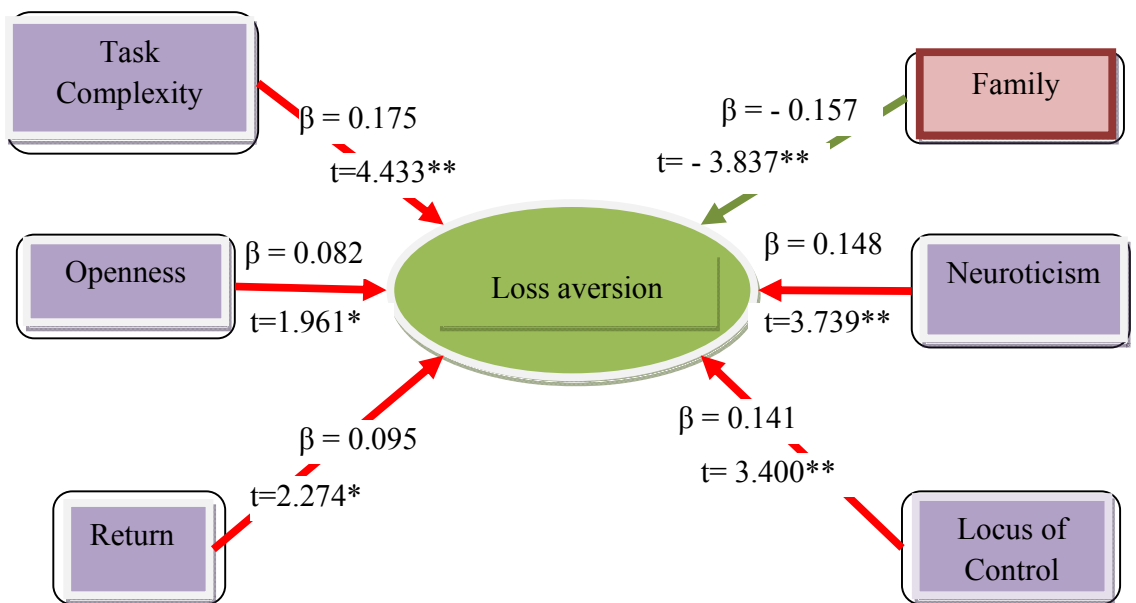 Task
Complexity
Family
β = 0.175
t=4.433**
β = - 0.157
t= - 3.837**
Openness
β = 0.082
t=1.961*
Loss aversion
β = 0.148
t=3.739**
Neuroticism
β = 0.095
t=2.274*
β = 0.141
t= 3.400**
Return
Locus of
Control